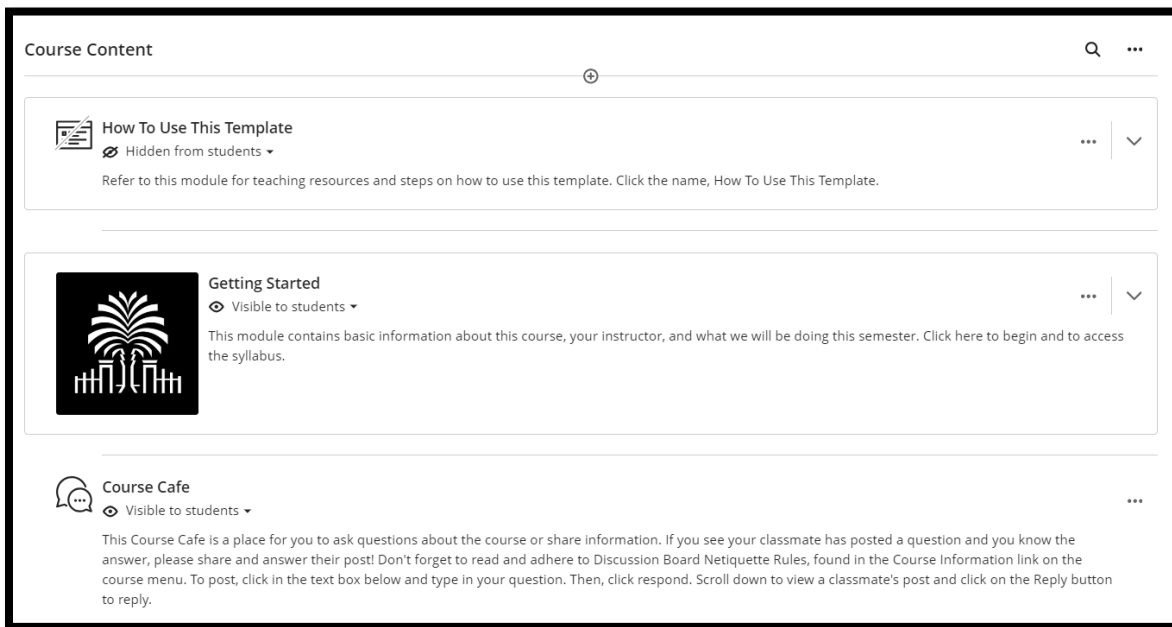 Course Content
How To Use This Template
Hidden from students
Refer to this module for teaching resources and steps on how to use this template. Click the name, How To Use This Template.
Getting Started
Visible to students
This module contains basic information about this course, your instructor, and what we will be doing this semester. Click here to begin and to access
the syllabus.
Course Cafe
Visible to students
This Course Cafe is a place for you to ask questions about the course or share information. If you see your classmate has posted a question and you know the
answer, please share and answer their post! Don't forget to read and adhere to Discussion Board Netiquette Rules, found in the Course Information link on the
course menu. To post, click in the text box below and type in your question. Then, click respond. Scroll down to view a classmate's post and click on the Reply button
to reply.